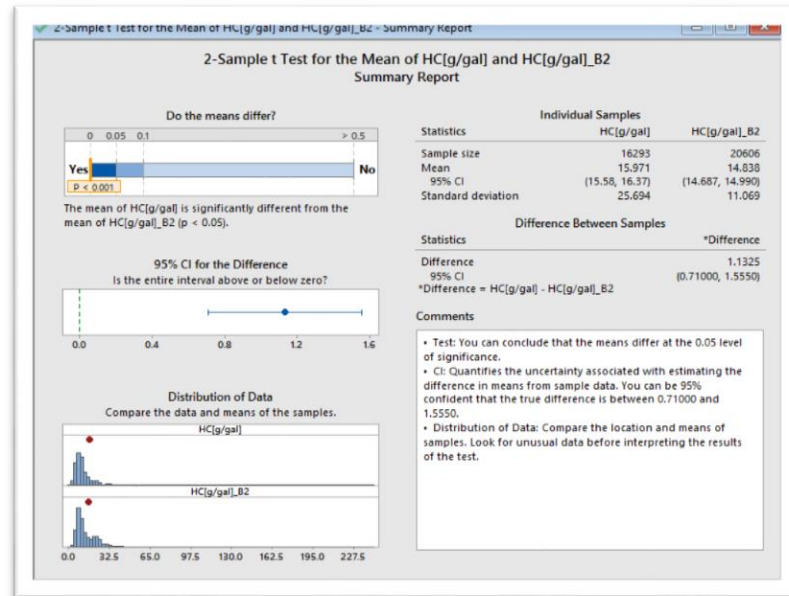 2-Sample t Test for the Mean of HC[g/gal] and HC[g/gal]_B2 - Summary Report
2-Sample t Test for the Mean of HC[g/gal] and HC[g/gal]_B2
Summary Report
Do the means differ?
0 0.05 0.1 > 0.5
Yes No
P < 0.001
The mean of HC[g/gal] is significantly different from the
mean of HC[g/gal]_B2 (p < 0.05).
95% CI for the Difference
Is the entire interval above or below zero?
0.0 0.4 0.8 1.2 1.6
Distribution of Data
Compare the data and means of the samples.
HC[g/gal]
HC[g/gal]_B2
0.0 32.5 65.0 97.5 130.0 162.5 195.0 227.5
Individual Samples
Statistics HC[g/gal] HC[g/gal]_B2
Sample size 16293 20606
Mean 15.971 14.838
95% CI (15.58, 16.37) (14.687, 14.990)
Standard deviation 25.694 11.069
Difference Between Samples
Statistics *Difference
Difference 1.1325
95% CI (0.71000, 1.5550)
*Difference = HC[g/gal] - HC[g/gal]_B2
Comments
• Test: You can conclude that the means differ at the 0.05 level
of significance.
• CI: Quantifies the uncertainty associated with estimating the
difference in means from sample data. You can be 95%
confident that the true difference is between 0.71000 and
1.5550.
• Distribution of Data: Compare the location and means of
samples. Look for unusual data before interpreting the results
of the test.